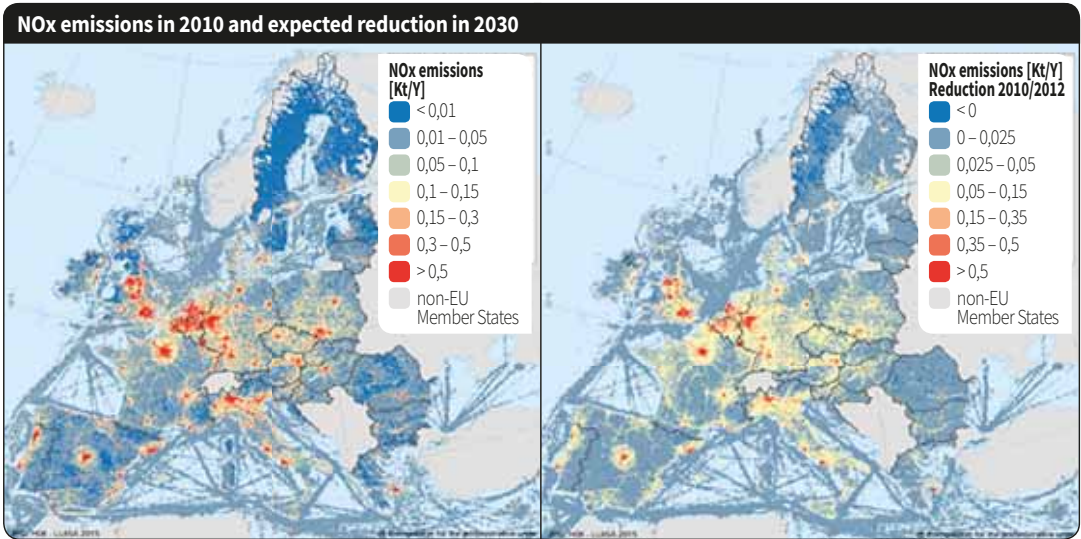 NOx emissions in 2010 and expected reduction in 2030
NOx emissions
[Kt/Y]
< 0,01
0,01 – 0,05
0,05 – 0,1
0,1 – 0,15
0,15 – 0,3
0,3 – 0,5
> 0,5
non-EU
Member States
NOx emissions [Kt/Y]
Reduction 2010/2012
< 0
0 – 0,025
0,025 – 0,05
0,05 – 0,15
0,15 – 0,35
0,35 – 0,5
> 0,5
non-EU
Member States